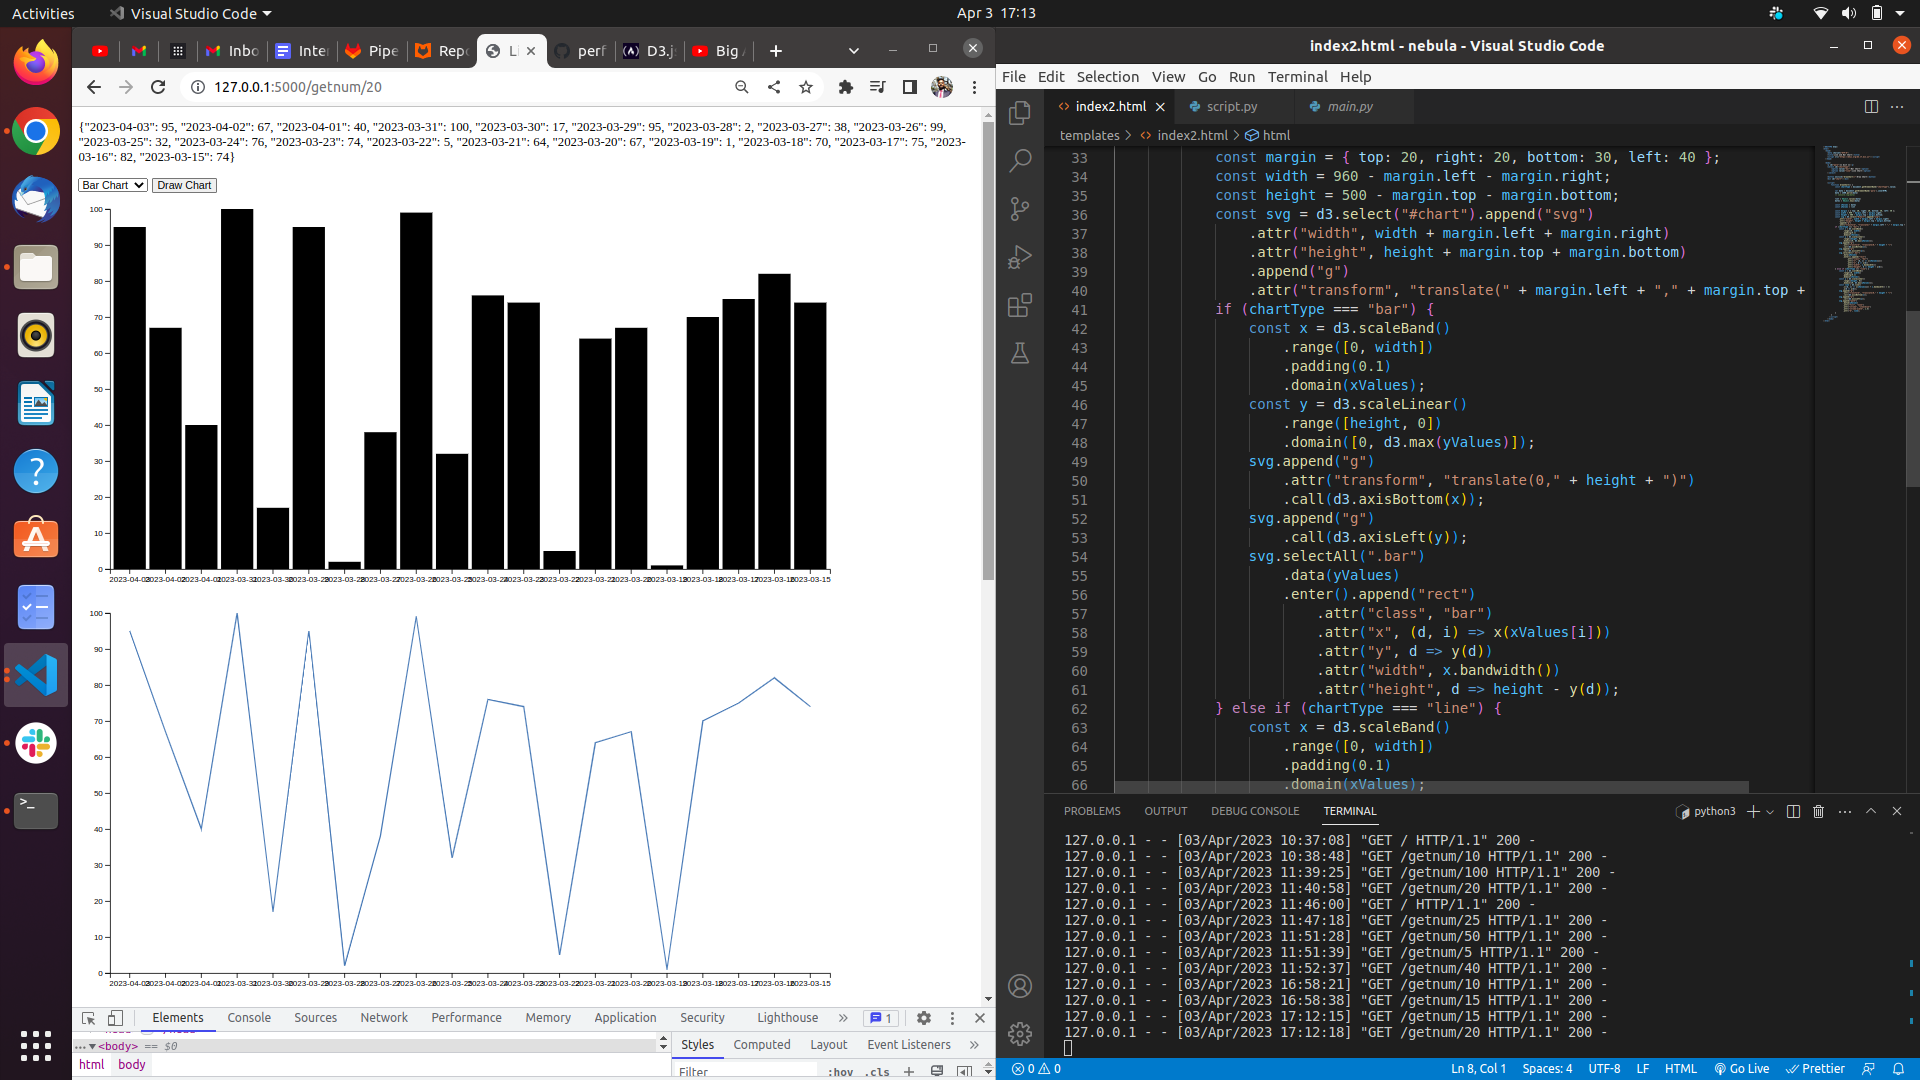 Activities
Visual Studio Code
Apr 3 17:13
Inbo
Inter
Pipe
Repo
Li
perf
D3.js
Big
127.0.0.1:5000/getnum/20
{"2023-04-03": 95, "2023-04-02": 67, "2023-04-01": 40, "2023-03-31": 100, "2023-03-30": 17, "2023-03-29": 95, "2023-03-28": 2, "2023-03-27": 38, "2023-03-26": 99,
"2023-03-25": 32, "2023-03-24": 76, "2023-03-23": 74, "2023-03-22": 5, "2023-03-21": 64, "2023-03-20": 67, "2023-03-19": 1, "2023-03-18": 70, "2023-03-17": 75, "2023-
03-16": 82, "2023-03-15": 74}
Bar Chart Draw Chart
100
90
80
70
60
50
40
30
20
10
0
2023-04-03 2023-04-02 2023-04-01 2023-03-31 2023-03-30 2023-03-29 2023-03-28 2023-03-27 2023-03-26 2023-03-25 2023-03-24 2023-03-23 2023-03-22 2023-03-21 2023-03-20 2023-03-19 2023-03-18 2023-03-17 2023-03-16 2023-03-15
100
90
80
70
60
50
40
30
20
10
0
2023-04-03 2023-04-02 2023-04-01 2023-03-31 2023-03-30 2023-03-29 2023-03-28 2023-03-27 2023-03-26 2023-03-25 2023-03-24 2023-03-23 2023-03-22 2023-03-21 2023-03-20 2023-03-19 2023-03-18 2023-03-17 2023-03-16 2023-03-15
Elements Console Sources Network Performance Memory Application Security Lighthouse » 1
... <body> == $0
html body
Styles Computed Layout Event Listeners »
Filter :hov .cls +
index2.html - nebula - Visual Studio Code
File Edit Selection View Go Run Terminal Help
index2.html script.py main.py
templates > index2.html > html
33 const margin = { top: 20, right: 20, bottom: 30, left: 40 };
34 const width = 960 - margin.left - margin.right;
35 const height = 500 - margin.top - margin.bottom;
36 const svg = d3.select("#chart").append("svg")
37 .attr("width", width + margin.left + margin.right)
38 .attr("height", height + margin.top + margin.bottom)
39 .append("g")
40 .attr("transform", "translate(" + margin.left + "," + margin.top +
41 if (chartType === "bar") {
42 const x = d3.scaleBand()
43 .range([0, width])
44 .padding(0.1)
45 .domain(xValues);
46 const y = d3.scaleLinear()
47 .range([height, 0])
48 .domain([0, d3.max(yValues)]);
49 svg.append("g")
50 .attr("transform", "translate(0," + height + ")")
51 .call(d3.axisBottom(x));
52 svg.append("g")
53 .call(d3.axisLeft(y));
54 svg.selectAll(".bar")
55 .data(yValues)
56 .enter().append("rect")
57 .attr("class", "bar")
58 .attr("x", (d, i) => x(xValues[i]))
59 .attr("y", d => y(d))
60 .attr("width", x.bandwidth())
61 .attr("height", d => height - y(d));
62 } else if (chartType === "line") {
63 const x = d3.scaleBand()
64 .range([0, width])
65 .padding(0.1)
66 .domain(xValues);
PROBLEMS OUTPUT DEBUG CONSOLE TERMINAL python3
127.0.0.1 - - [03/Apr/2023 10:37:08] "GET / HTTP/1.1" 200 -
127.0.0.1 - - [03/Apr/2023 10:38:48] "GET /getnum/10 HTTP/1.1" 200 -
127.0.0.1 - - [03/Apr/2023 11:39:25] "GET /getnum/100 HTTP/1.1" 200 -
127.0.0.1 - - [03/Apr/2023 11:40:58] "GET /getnum/20 HTTP/1.1" 200 -
127.0.0.1 - - [03/Apr/2023 11:46:00] "GET / HTTP/1.1" 200 -
127.0.0.1 - - [03/Apr/2023 11:47:18] "GET /getnum/25 HTTP/1.1" 200 -
127.0.0.1 - - [03/Apr/2023 11:51:28] "GET /getnum/50 HTTP/1.1" 200 -
127.0.0.1 - - [03/Apr/2023 11:51:39] "GET /getnum/5 HTTP/1.1" 200 -
127.0.0.1 - - [03/Apr/2023 11:52:37] "GET /getnum/40 HTTP/1.1" 200 -
127.0.0.1 - - [03/Apr/2023 16:58:21] "GET /getnum/10 HTTP/1.1" 200 -
127.0.0.1 - - [03/Apr/2023 16:58:38] "GET /getnum/15 HTTP/1.1" 200 -
127.0.0.1 - - [03/Apr/2023 17:12:15] "GET /getnum/15 HTTP/1.1" 200 -
127.0.0.1 - - [03/Apr/2023 17:12:18] "GET /getnum/20 HTTP/1.1" 200 -
0 0 Ln 8, Col 1 Spaces: 4 UTF-8 LF HTML Go Live Prettier